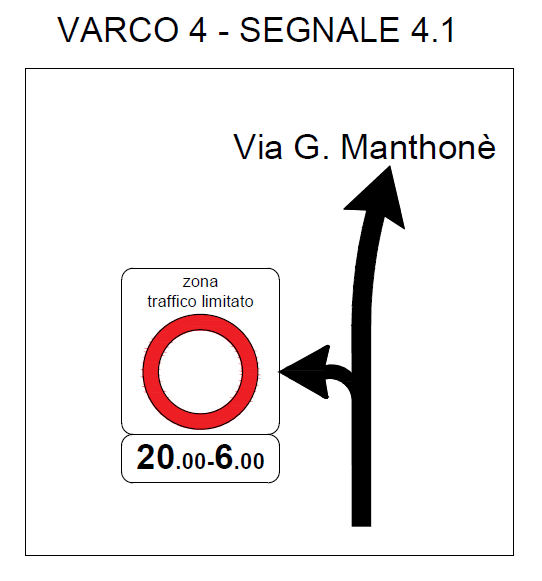 VARCO 4 - SEGNALE 4.1
Via G. Manthonè
zona
traffico limitato
20.00-6.00